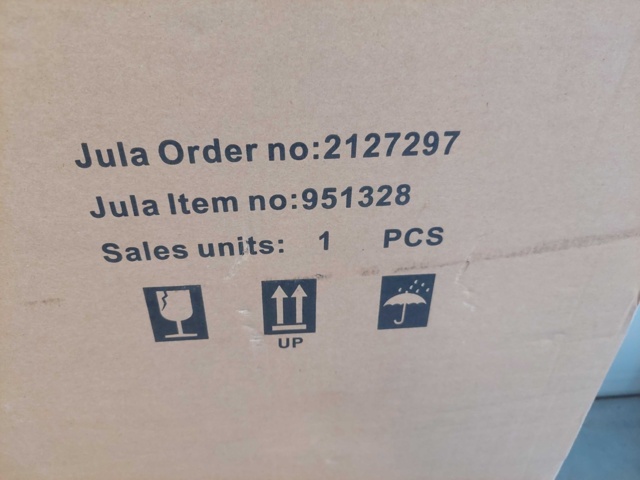 Jula Order no:2127297
Jula Item no:951328
Sales units: 1 PCS
UP